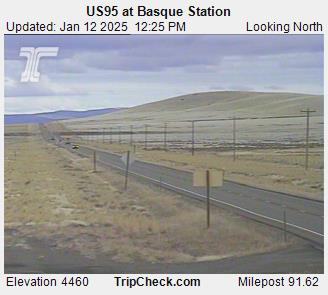 US95 at Basque Station
Updated: Jan 12 2025 12:25 PM Looking North
Elevation 4460 TripCheck.com Milepost 91.62